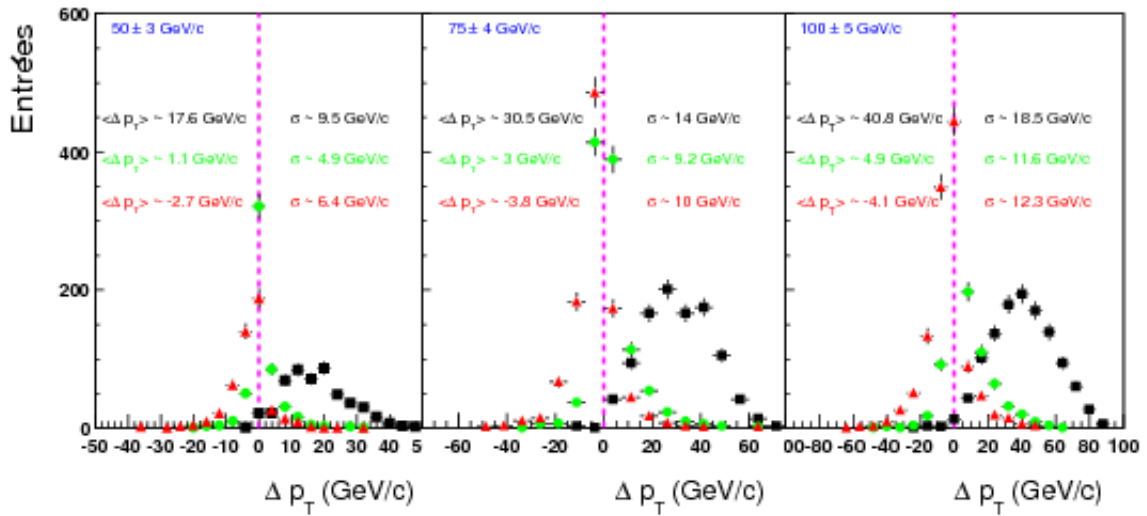 600
400
200
0
Entrées
50 ± 3 GeV/c
<Δ p_T> ~ 17.6 GeV/c σ ~ 9.5 GeV/c
<Δ p_T> ~ 1.1 GeV/c σ ~ 4.9 GeV/c
<Δ p_T> ~ -2.7 GeV/c σ ~ 6.4 GeV/c
-50 -40 -30 -20 -10 0 10 20 30 40 5
Δ p_T (GeV/c)
75 ± 4 GeV/c
<Δ p_T> ~ 30.5 GeV/c σ ~ 14 GeV/c
<Δ p_T> ~ 3 GeV/c σ ~ 9.2 GeV/c
<Δ p_T> ~ -3.8 GeV/c σ ~ 10 GeV/c
-60 -40 -20 0 20 40 60
Δ p_T (GeV/c)
100 ± 5 GeV/c
<Δ p_T> ~ 40.8 GeV/c σ ~ 18.5 GeV/c
<Δ p_T> ~ 4.9 GeV/c σ ~ 11.6 GeV/c
<Δ p_T> ~ -4.1 GeV/c σ ~ 12.3 GeV/c
00 -80 -60 -40 -20 0 20 40 60 80 100
Δ p_T (GeV/c)